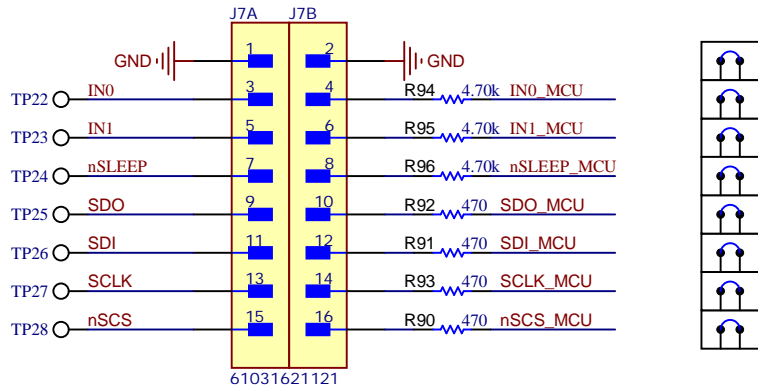 J7A J7B
GND 1 2 GND
TP22 IN0 3 4 R94 4.70k IN0_MCU
TP23 IN1 5 6 R95 4.70k IN1_MCU
TP24 nSLEEP 7 8 R96 4.70k nSLEEP_MCU
TP25 SDO 9 10 R92 470 SDO_MCU
TP26 SDI 11 12 R91 470 SDI_MCU
TP27 SCLK 13 14 R93 470 SCLK_MCU
TP28 nSCS 15 16 R90 470 nSCS_MCU
61031621121